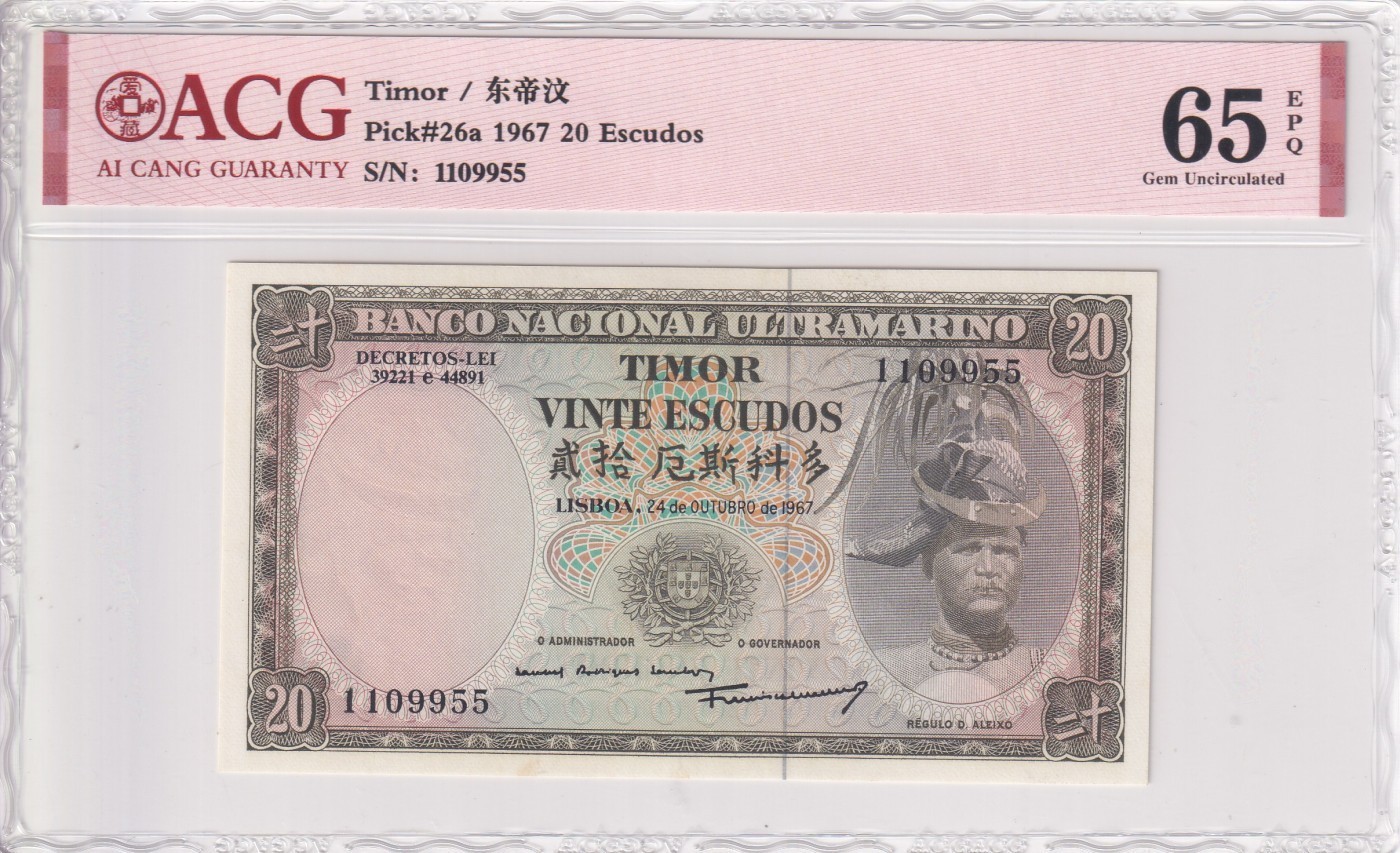 ACG
AI CANG GUARANTY
Timor / 东帝汶
Pick#26a 1967 20 Escudos
S/N: 1109955
65
EPQ
Gem Uncirculated
二十
BANCO NACIONAL ULTRAMARINO
20
DECRETOS-LEI
39221 e 44891
TIMOR
1109955
VINTE ESCUDOS
貳拾 厄斯科多
LISBOA, 24 de OUTUBRO de 1967
O ADMINISTRADOR
O GOVERNADOR
20
1109955
RÉGULO D. ALEIXO
二十